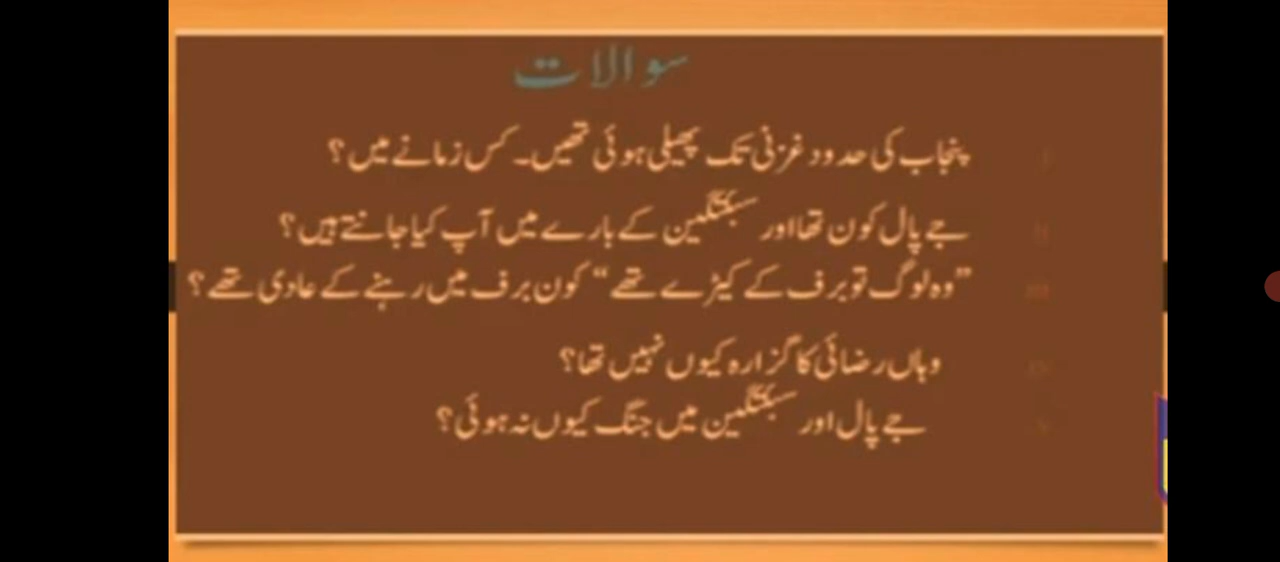 سوالات
پنجاب کی حدود غزنی تک پھیلی ہوئی تھیں۔ کس زمانے میں؟
جے پال کون تھا اور سبکتگین کے بارے میں آپ کیا جانتے ہیں؟
”وہ لوگ تو برف کے کیڑے تھے“ کون برف میں رہنے کے عادی تھے؟
وہاں رضائی کا گزارہ کیوں نہیں تھا؟
جے پال اور سبکتگین میں جنگ کیوں نہ ہوئی؟